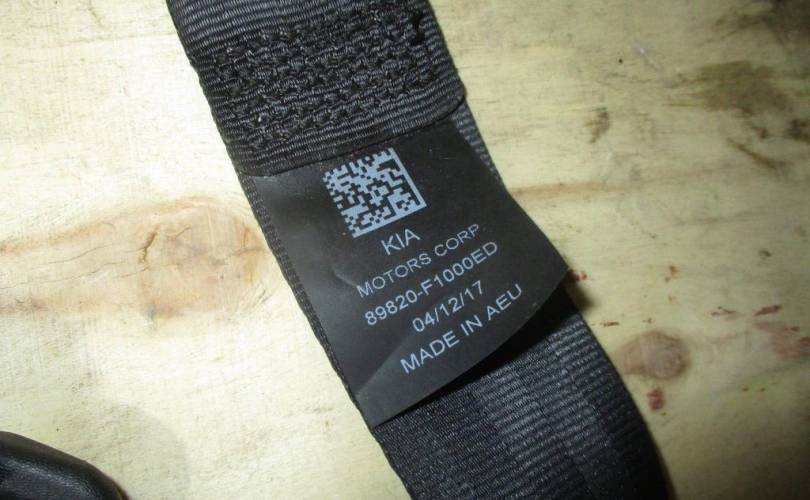 KIA
MOTORS CORP.
89820-F1000ED
04/12/17
MADE IN AEU